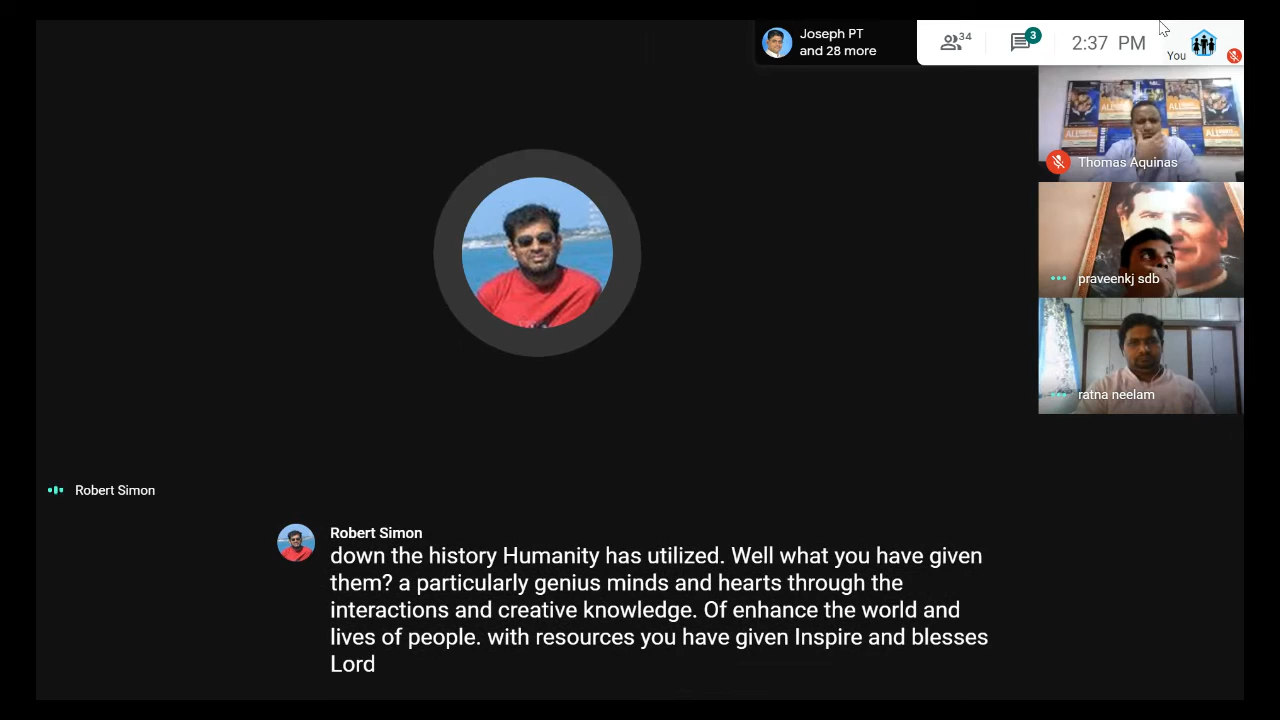 Joseph PT
and 28 more
34
3
2:37 PM
You
Thomas Aquinas
praveenkj sdb
ratna neelam
Robert Simon
Robert Simon
down the history Humanity has utilized. Well what you have given
them? a particularly genius minds and hearts through the
interactions and creative knowledge. Of enhance the world and
lives of people. with resources you have given Inspire and blesses
Lord